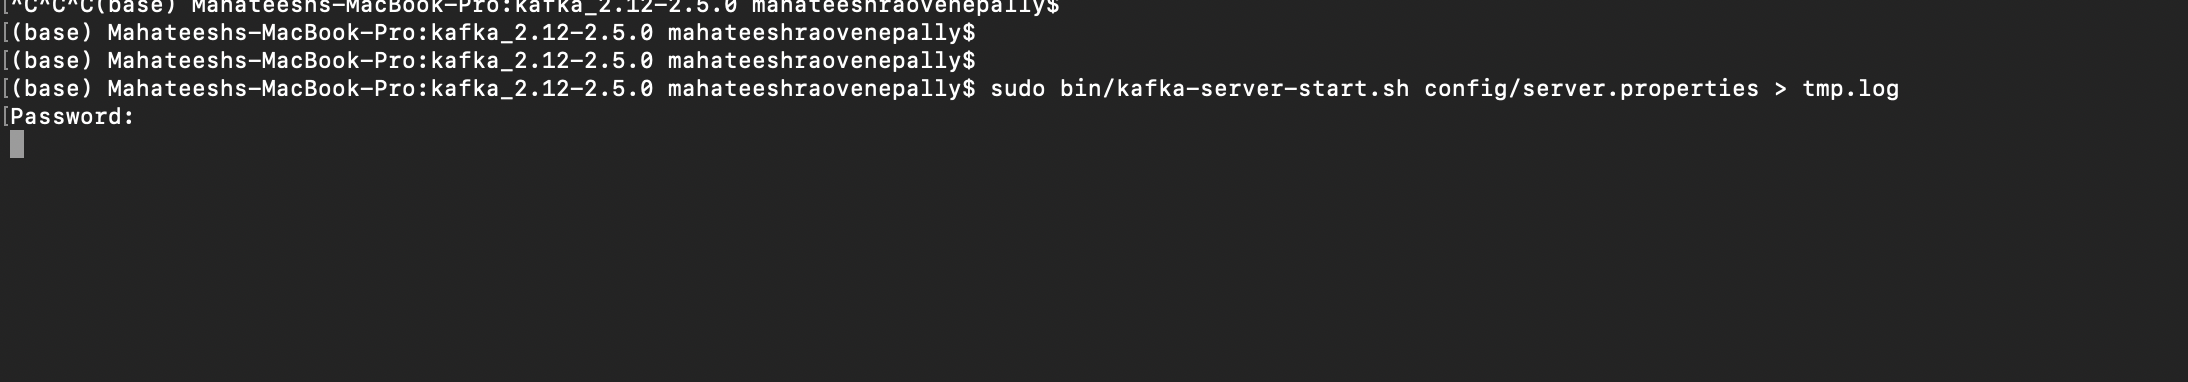 [^C^C^C(base) Mahateeshs-MacBook-Pro:kafka_2.12-2.5.0 mahateeshraovenepally$
[(base) Mahateeshs-MacBook-Pro:kafka_2.12-2.5.0 mahateeshraovenepally$
[(base) Mahateeshs-MacBook-Pro:kafka_2.12-2.5.0 mahateeshraovenepally$
[(base) Mahateeshs-MacBook-Pro:kafka_2.12-2.5.0 mahateeshraovenepally$ sudo bin/kafka-server-start.sh config/server.properties > tmp.log
[Password: